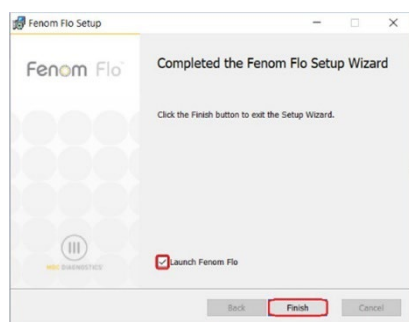 Fenom Flo Setup
Fenom Flo
Completed the Fenom Flo Setup Wizard
Click the Finish button to exit the Setup Wizard.
DIAGNOSTICS
Launch Fenom Flo
Back
Finish
Cancel